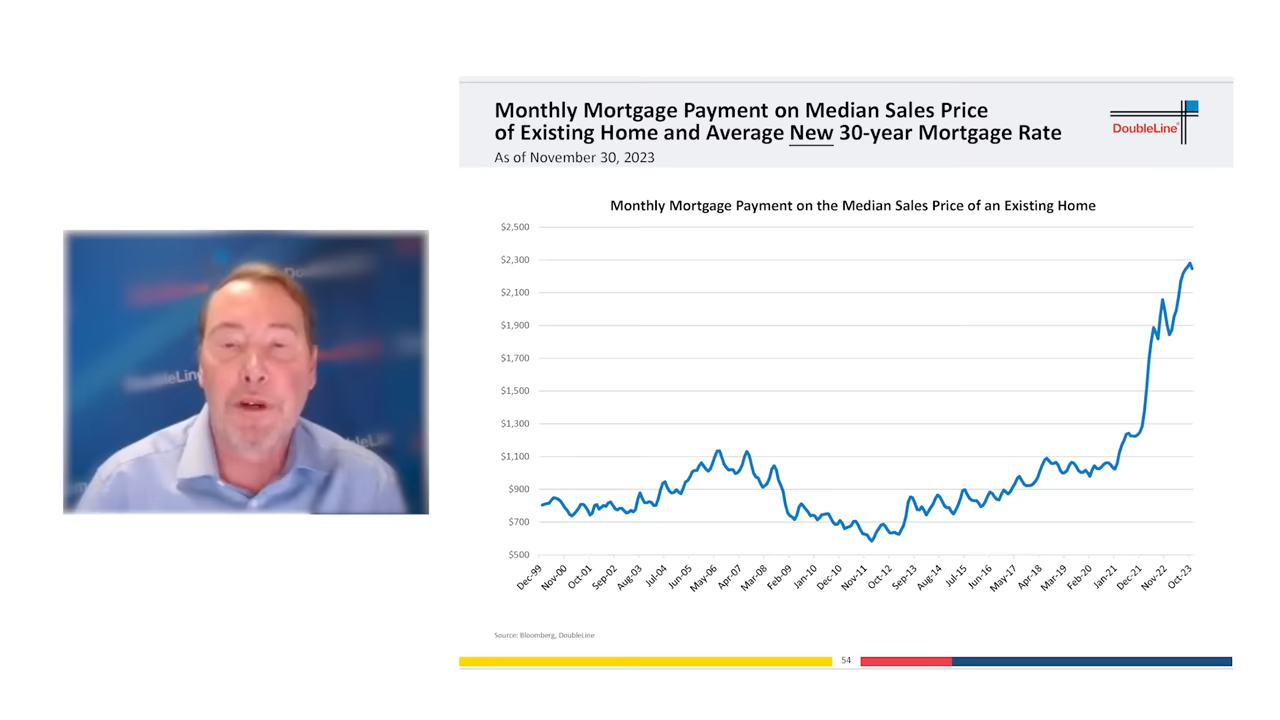 Monthly Mortgage Payment on Median Sales Price
of Existing Home and Average New 30-year Mortgage Rate
As of November 30, 2023
DoubleLine®
Monthly Mortgage Payment on the Median Sales Price of an Existing Home
$2,500
$2,300
$2,100
$1,900
$1,700
$1,500
$1,300
$1,100
$900
$700
$500
Dec-99 Nov-00 Oct-01 Sep-02 Aug-03 Jul-04 Jun-05 May-06 Apr-07 Mar-08 Feb-09 Jan-10 Dec-10 Nov-11 Oct-12 Sep-13 Aug-14 Jul-15 Jun-16 May-17 Apr-18 Mar-19 Feb-20 Jan-21 Dec-21 Nov-22 Oct-23
DoubleLine
Source: Bloomberg, DoubleLine
54